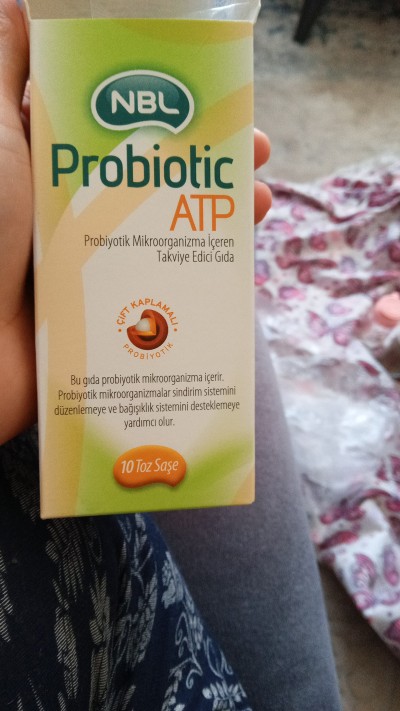 NBL
Probiotic
ATP
Probiyotik Mikroorganizma İçeren
Takviye Edici Gıda
ÇİFT KAPLAMALI
PROBİYOTİK
Bu gıda probiyotik mikroorganizma içerir.
Probiyotik mikroorganizmalar sindirim sistemini
düzenlemeye ve bağışıklık sistemini desteklemeye
yardımcı olur.
10 Toz Saşe